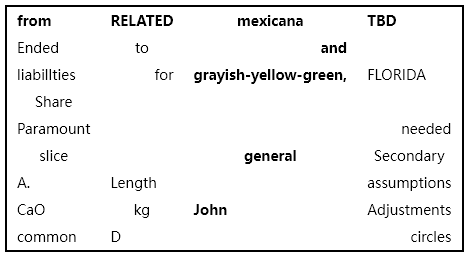 from RELATED mexicana TBD
Ended to and
liabilltes for grayish-yellow-green, FLORIDA
Share
Paramount needed
slice general Secondary
A. Length assumptions
CaO kg John Adjustments
common D circles